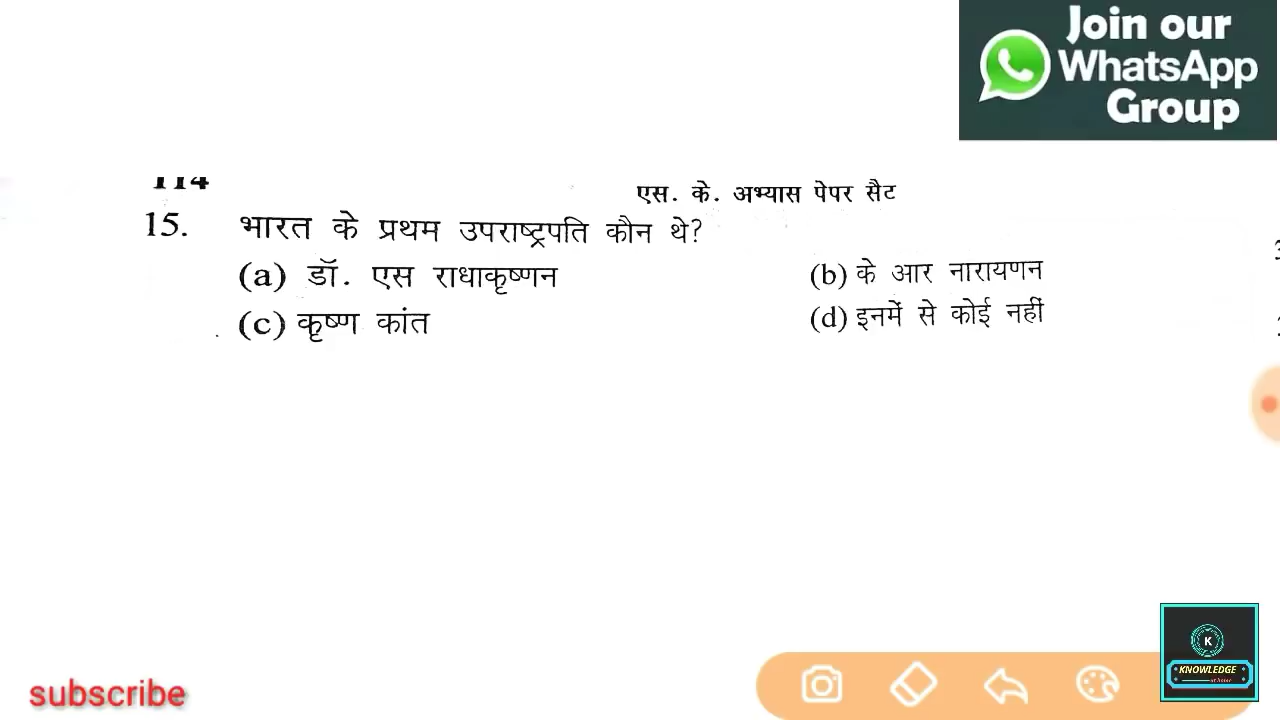 Join our
WhatsApp
Group
114
एस. के. अभ्यास पेपर सैट
15. भारत के प्रथम उपराष्ट्रपति कौन थे?
(a) डॉ. एस राधाकृष्णन (b) के आर नारायणन
(c) कृष्ण कांत (d) इनमें से कोई नहीं
K
KNOWLEDGE
subscribe